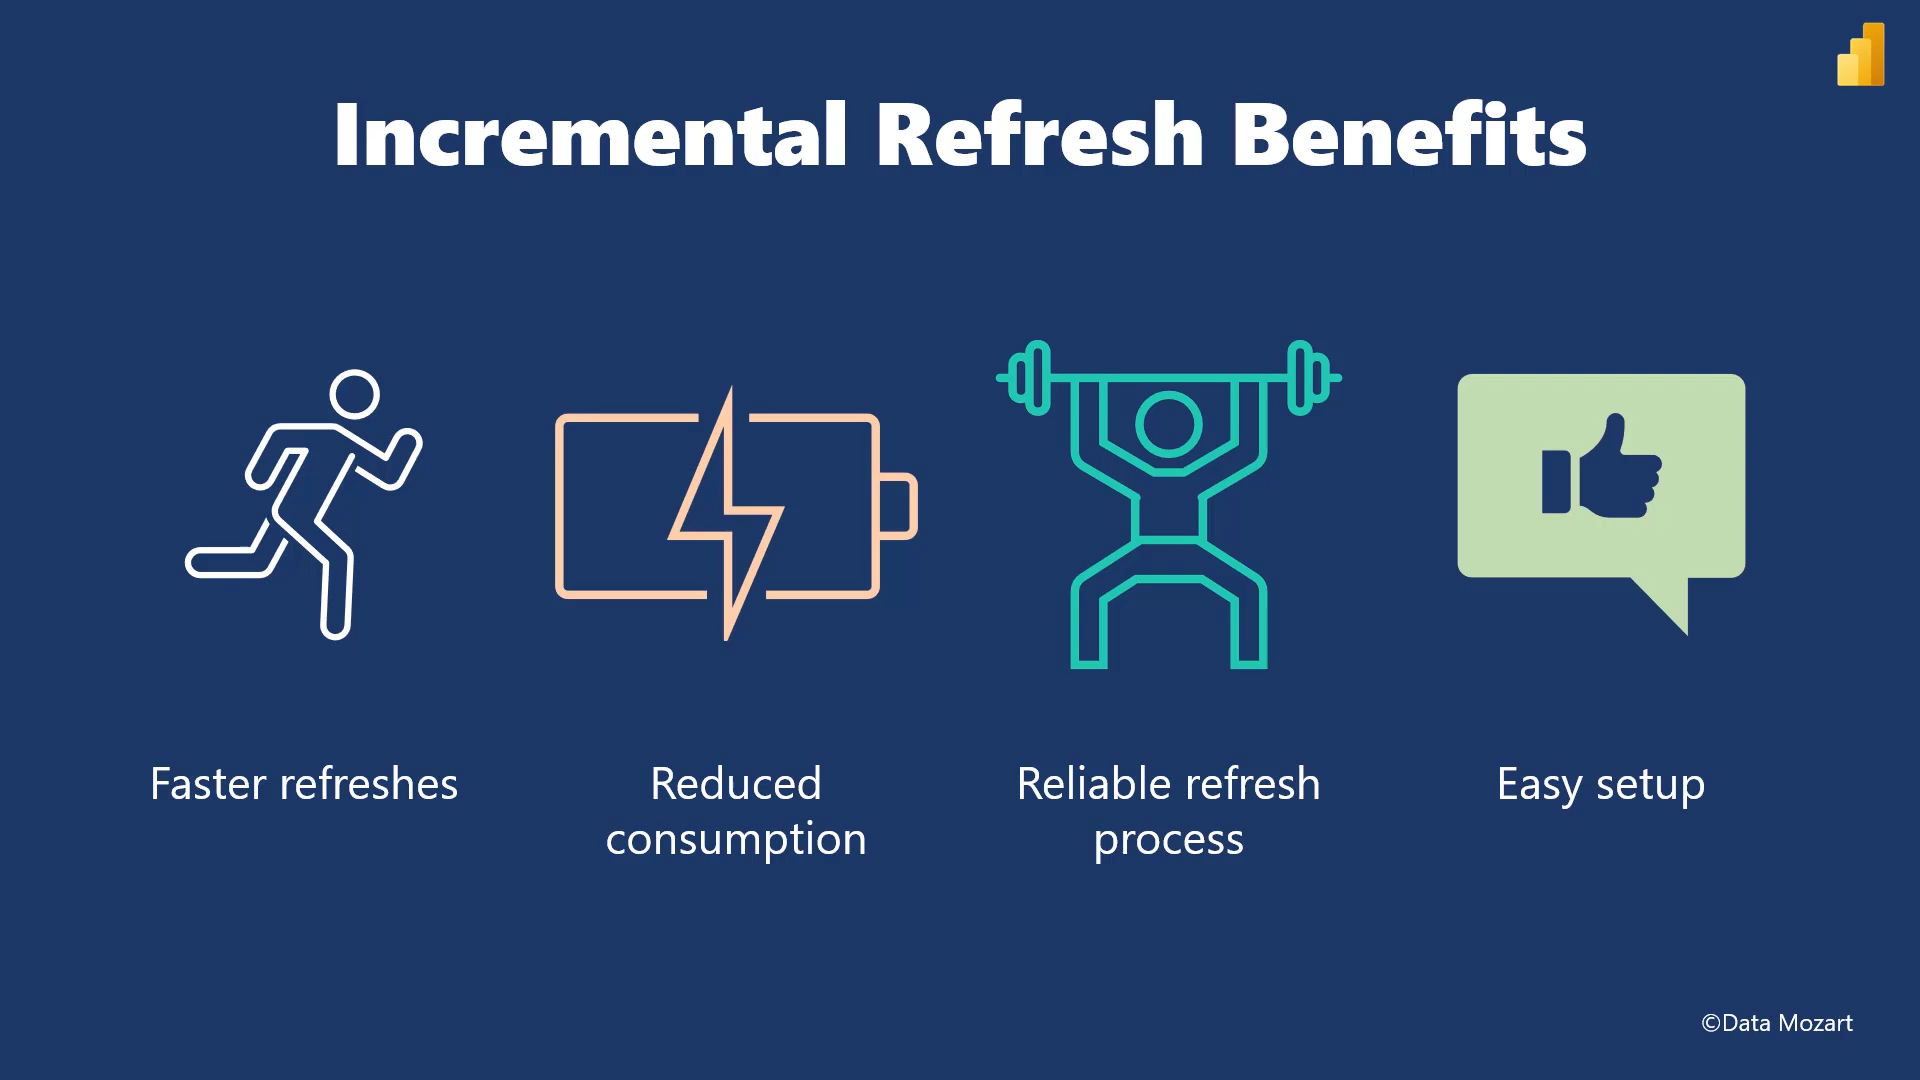 Incremental Refresh Benefits
Faster refreshes
Reduced
consumption
Reliable refresh
process
Easy setup
©Data Mozart